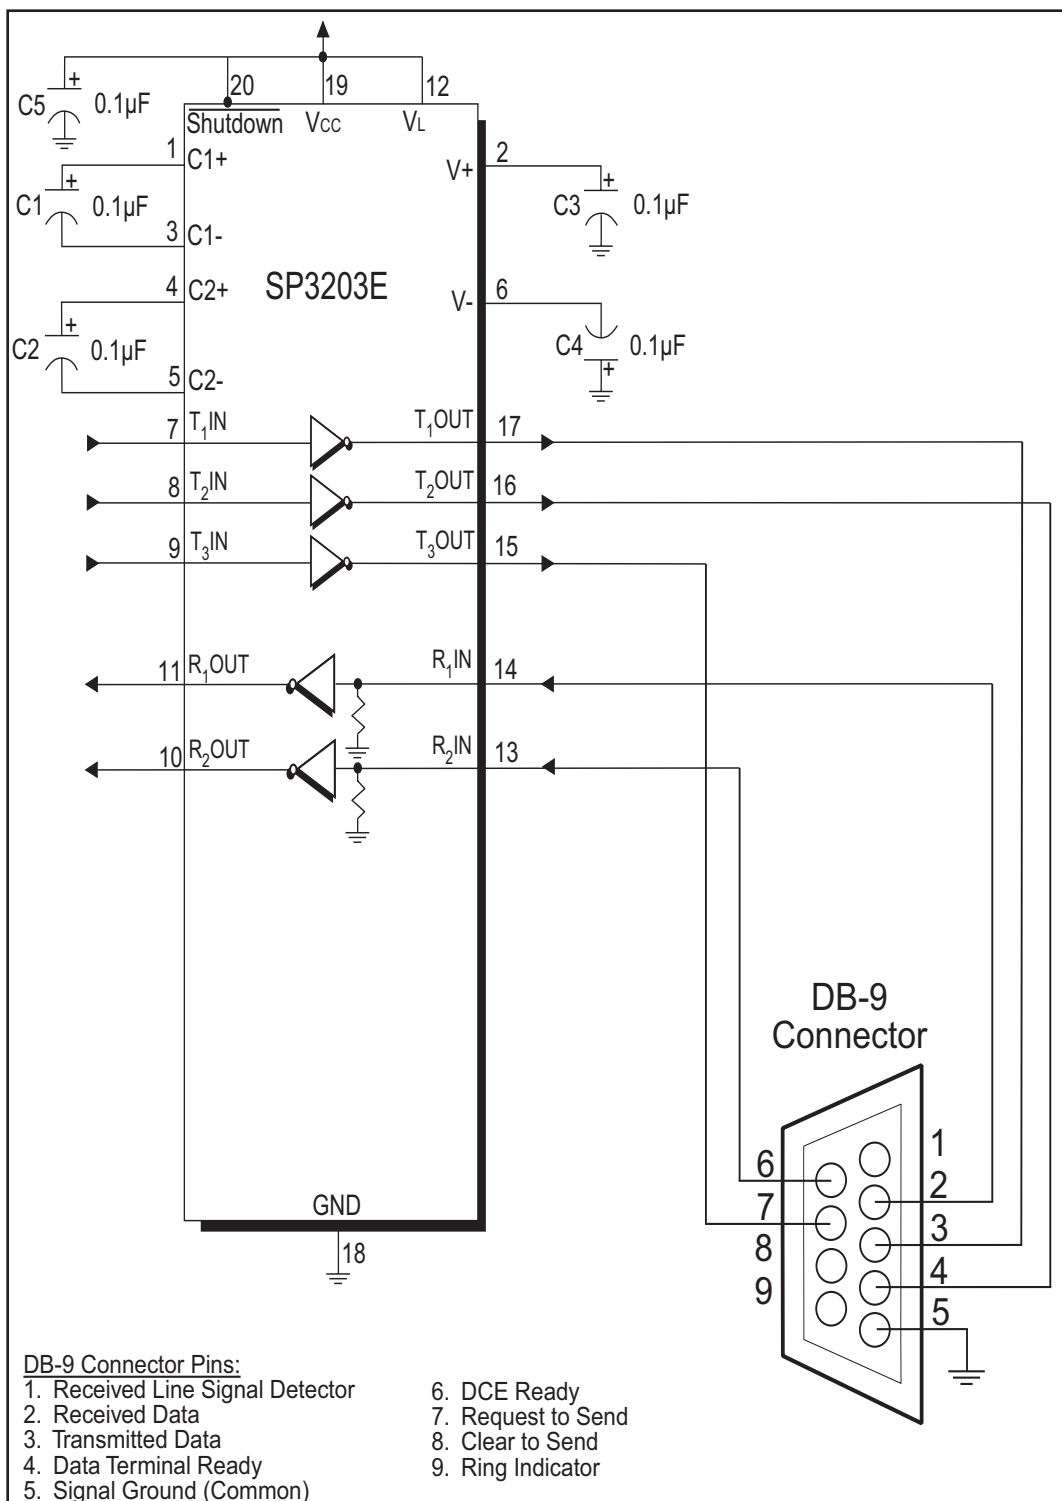 20
19
12
C5
+
0.1µF
Shutdown
VCC
VL
1
C1+
2
V+
+
C1
0.1µF
+
C3
0.1µF
3
C1-
SP3203E
4
C2+
6
V-
+
C2
0.1µF
C4
0.1µF
+
5
C2-
7
T1IN
T1OUT
17
8
T2IN
T2OUT
16
9
T3IN
T3OUT
15
11
R1OUT
R1IN
14
10
R2OUT
R2IN
13
DB-9
Connector
6
7
8
9
1
2
3
4
5
GND
18
DB-9 Connector Pins:
1. Received Line Signal Detector
2. Received Data
3. Transmitted Data
4. Data Terminal Ready
5. Signal Ground (Common)
6. DCE Ready
7. Request to Send
8. Clear to Send
9. Ring Indicator